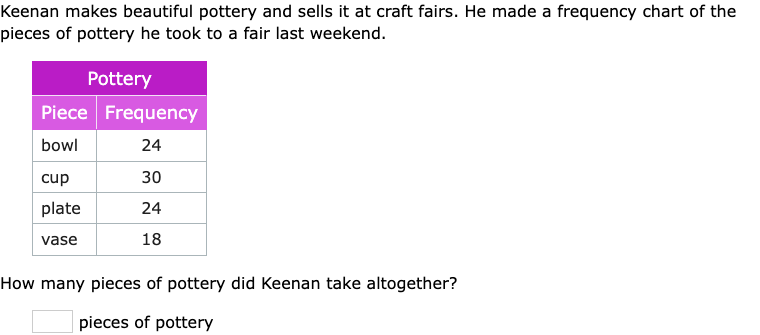 Keenan makes beautiful pottery and sells it at craft fairs. He made a frequency chart of the
pieces of pottery he took to a fair last weekend.
Pottery
Piece Frequency
bowl 24
cup 30
plate 24
vase 18
How many pieces of pottery did Keenan take altogether?
pieces of pottery